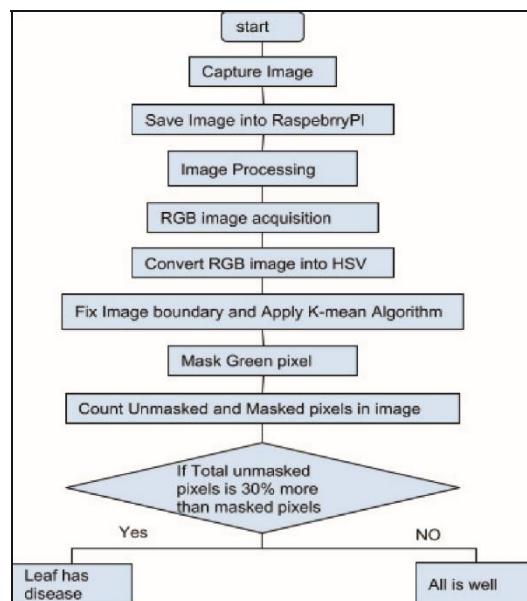 start
Capture Image
Save Image into RaspebrryPI
Image Processing
RGB image acquisition
Convert RGB image into HSV
Fix Image boundary and Apply K-mean Algorithm
Mask Green pixel
Count Unmasked and Masked pixels in image
If Total unmasked
pixels is 30% more
than masked pixels
Yes
NO
Leaf has
disease
All is well